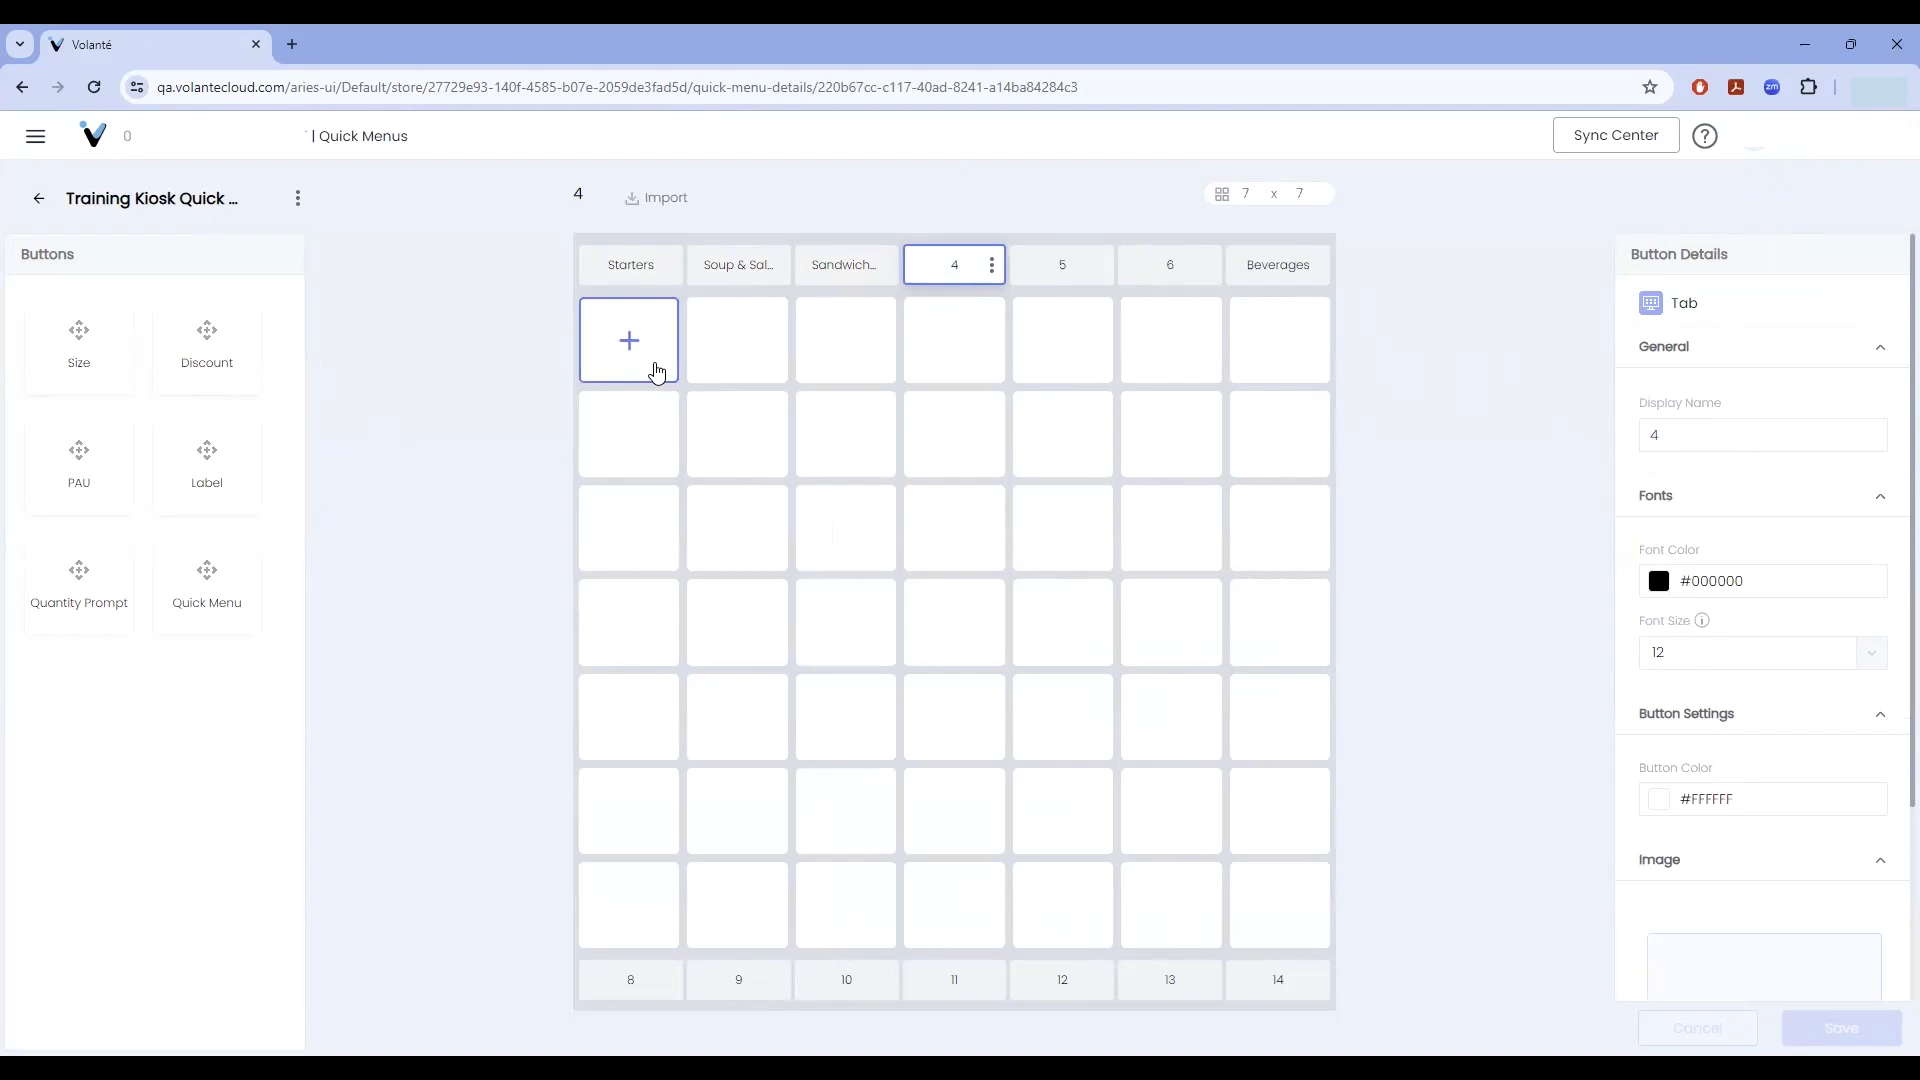 Volanté
qa.volantecloud.com/aries-ui/Default/store/27729e93-140f-4585-b07e-2059de3fad5d/quick-menu-details/220b67cc-c117-40ad-8241-a14ba84284c3
zm
0
| Quick Menus
Sync Center
?
Training Kiosk Quick ...
4
Import
7 x 7
Buttons
Size
Discount
PAU
Label
Quantity Prompt
Quick Menu
Starters
Soup & Sal...
Sandwich...
4
5
6
Beverages
8
9
10
11
12
13
14
Button Details
Tab
General
Display Name
4
Fonts
Font Color
#000000
Font Size
12
Button Settings
Button Color
#FFFFFF
Image
Cancel
Save